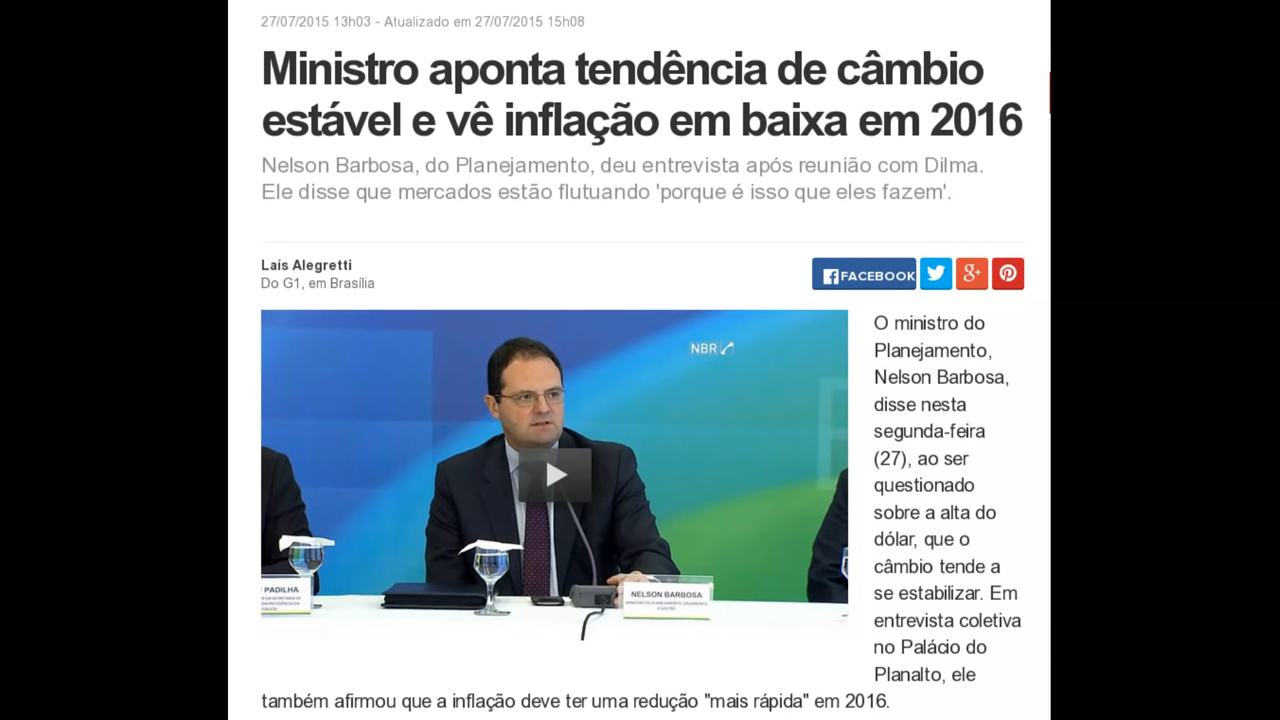 27/07/2015 13h03 - Atualizado em 27/07/2015 15h08
Ministro aponta tendência de câmbio
estável e vê inflação em baixa em 2016
Nelson Barbosa, do Planejamento, deu entrevista após reunião com Dilma.
Ele disse que mercados estão flutuando 'porque é isso que eles fazem'.
Laís Alegretti
Do G1, em Brasília
FACEBOOK
NBR
PADILHA
NELSON BARBOSA
MINISTRO DO PLANEJAMENTO, ORÇAMENTO
E GESTÃO
O ministro do
Planejamento,
Nelson Barbosa,
disse nesta
segunda-feira
(27), ao ser
questionado
sobre a alta do
dólar, que o
câmbio tende a
se estabilizar. Em
entrevista coletiva
no Palácio do
Planalto, ele
também afirmou que a inflação deve ter uma redução "mais rápida" em 2016.